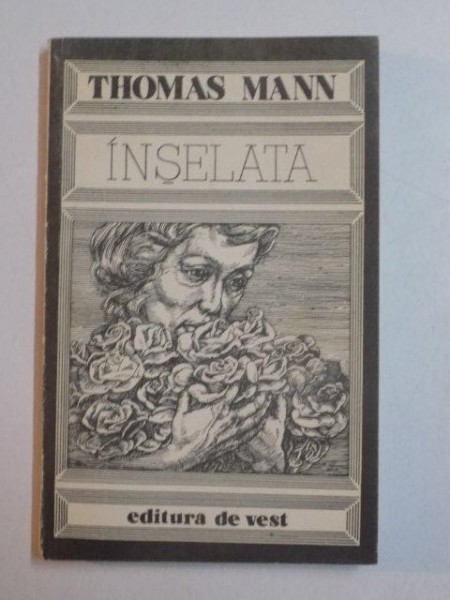 THOMAS MANN
ÎNȘELATA
editura de vest